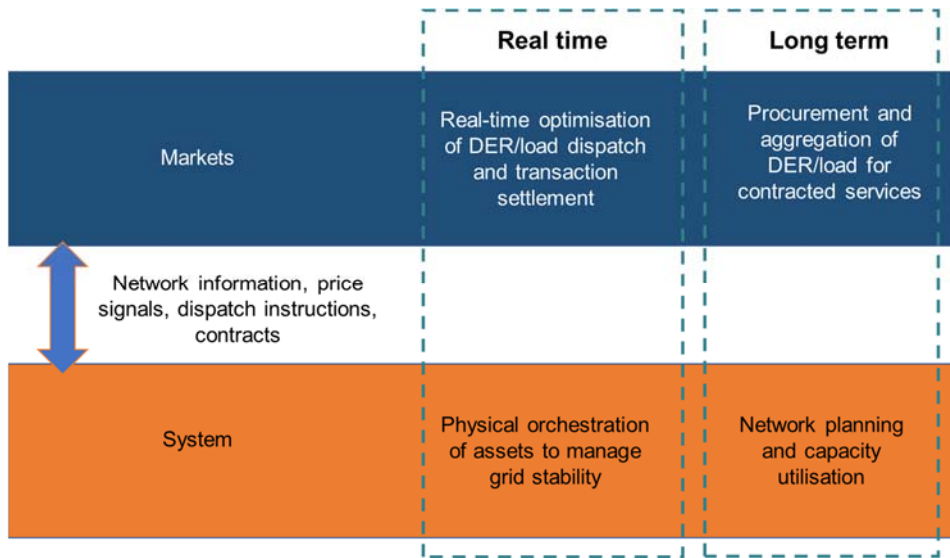 Real time
Long term
Markets
Real-time optimisation
of DER/load dispatch
and transaction
settlement
Procurement and
aggregation of
DER/load for
contracted services
Network information, price
signals, dispatch instructions,
contracts
System
Physical orchestration
of assets to manage
grid stability
Network planning
and capacity
utilisation